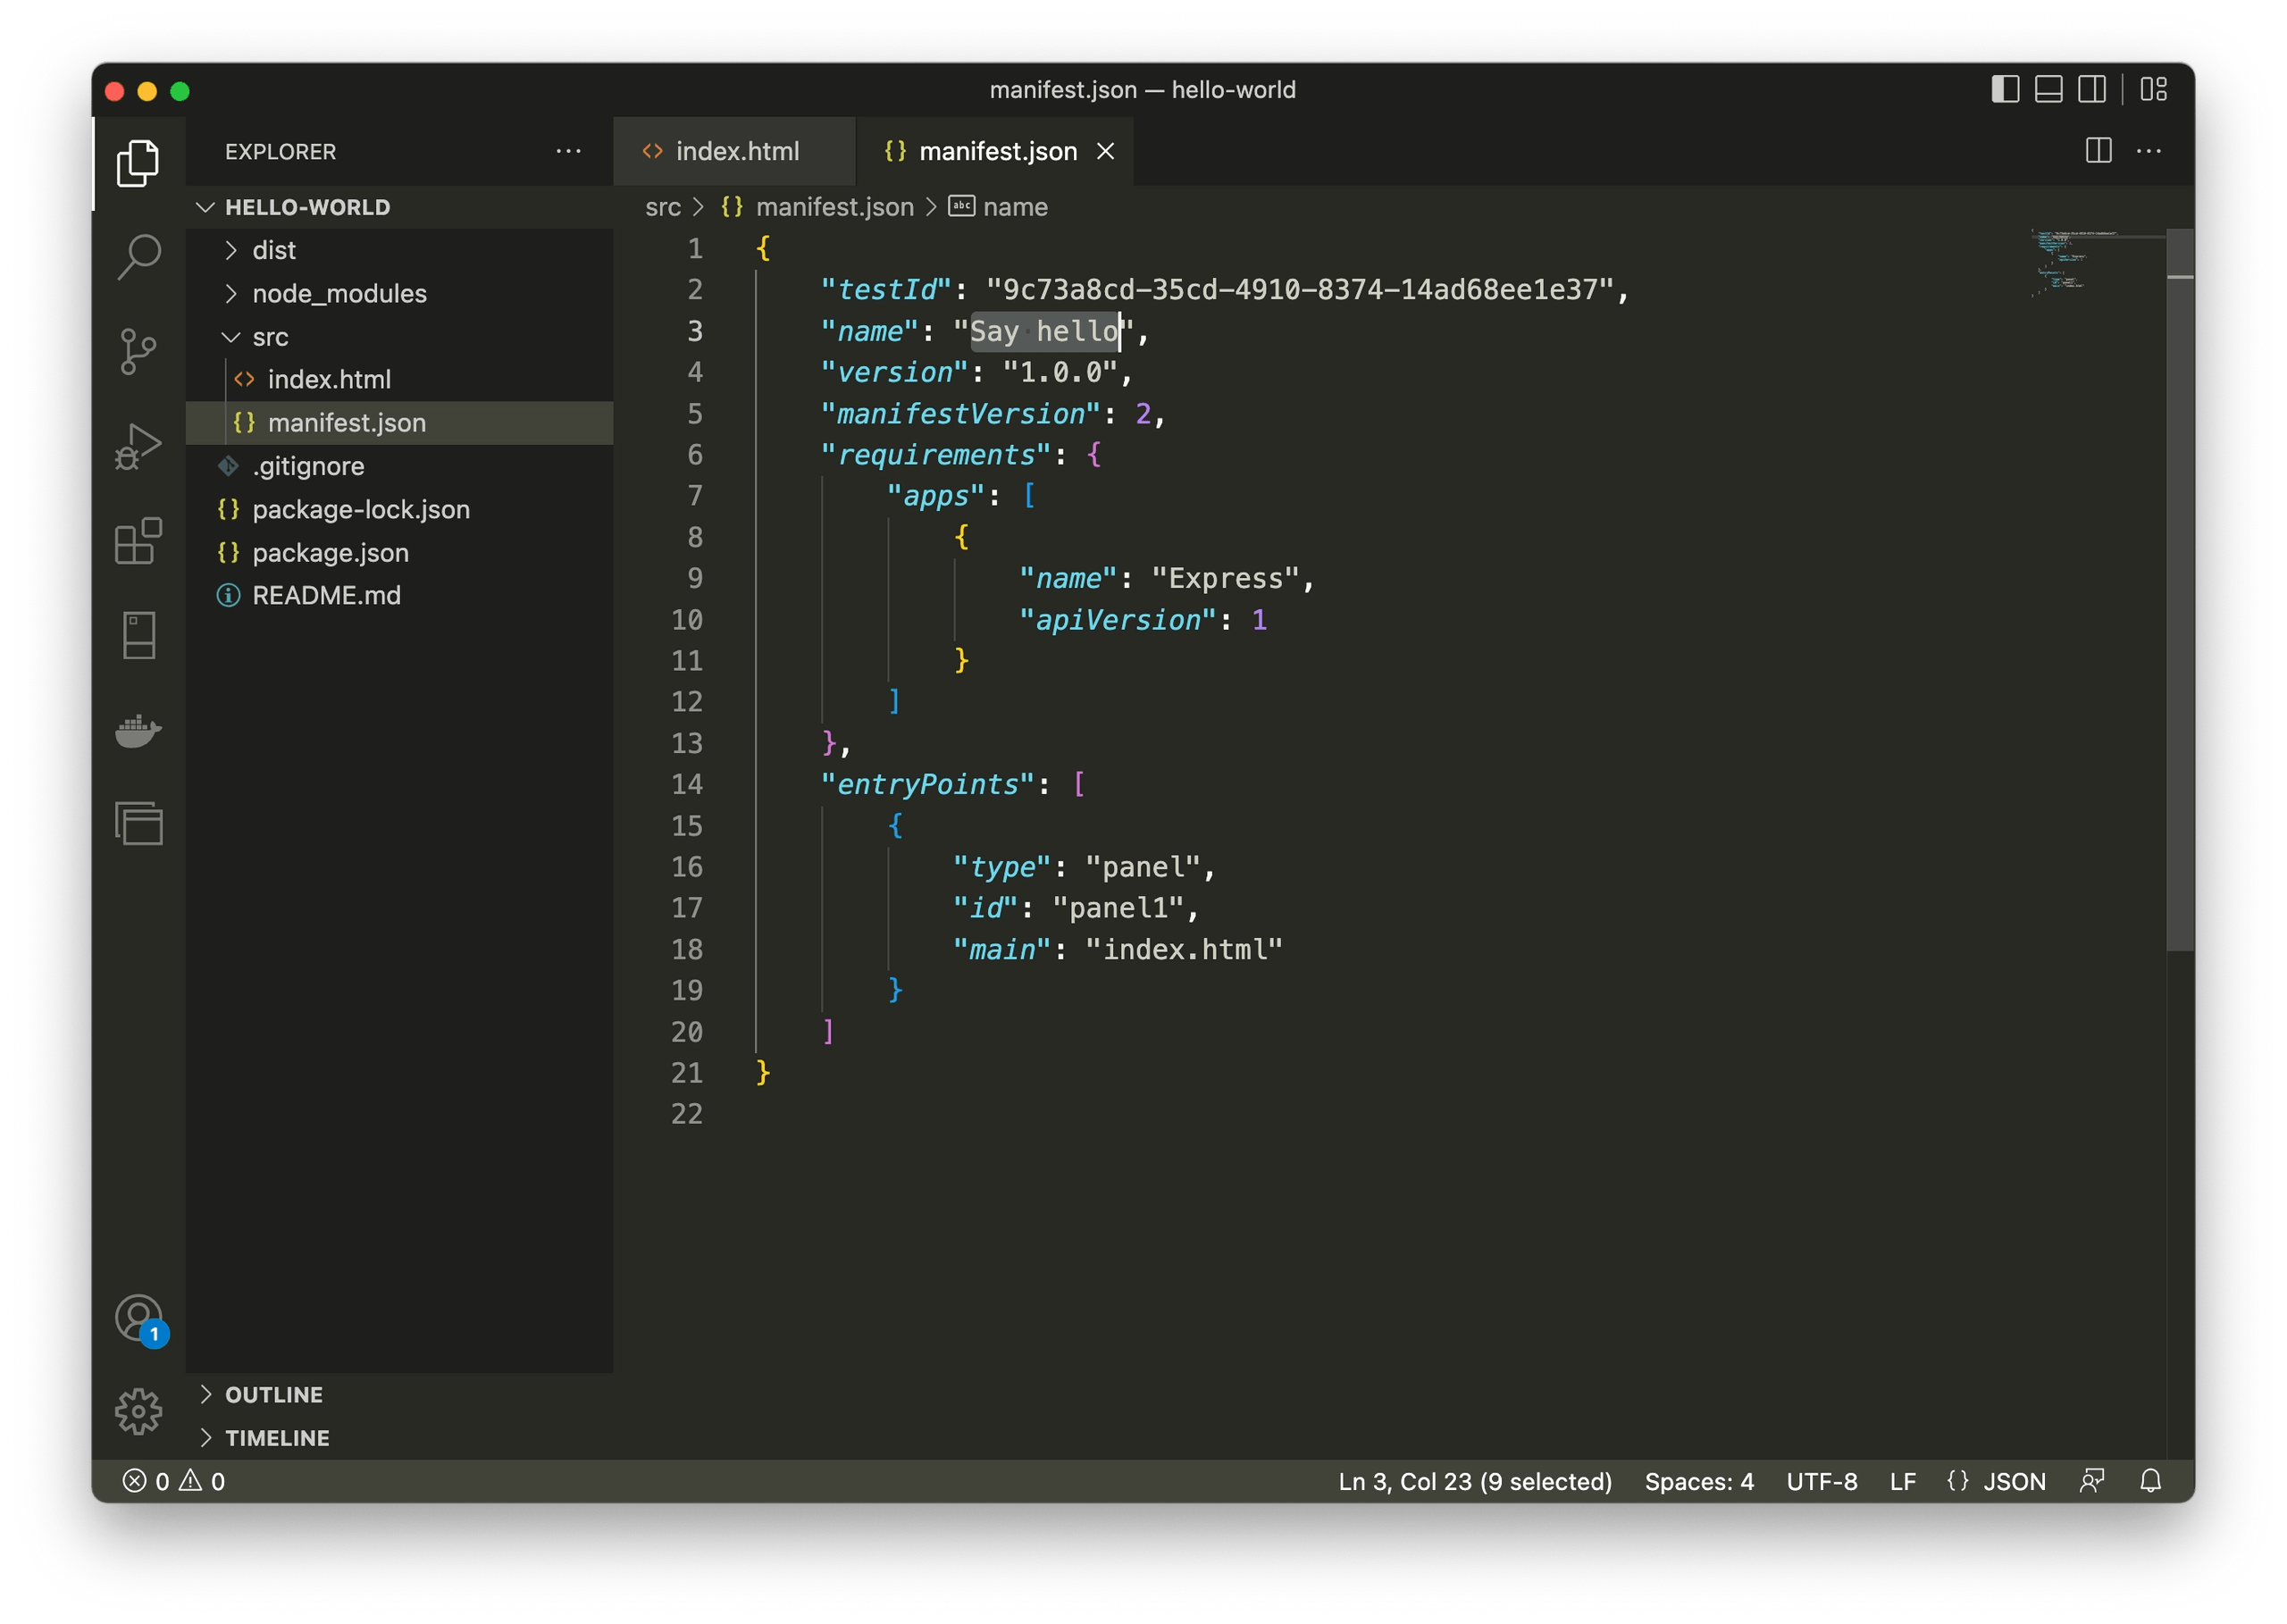 manifest.json — hello-world
EXPLORER
index.html
manifest.json
HELLO-WORLD
dist
node_modules
src
index.html
manifest.json
.gitignore
package-lock.json
package.json
README.md
src > {} manifest.json > abc name
1 {
2 "testId": "9c73a8cd-35cd-4910-8374-14ad68ee1e37",
3 "name": "Say hello",
4 "version": "1.0.0",
5 "manifestVersion": 2,
6 "requirements": {
7 "apps": [
8 {
9 "name": "Express",
10 "apiVersion": 1
11 }
12 ]
13 },
14 "entryPoints": [
15 {
16 "type": "panel",
17 "id": "panel1",
18 "main": "index.html"
19 }
20 ]
21 }
22
1
OUTLINE
TIMELINE
0 0
Ln 3, Col 23 (9 selected) Spaces: 4 UTF-8 LF {} JSON